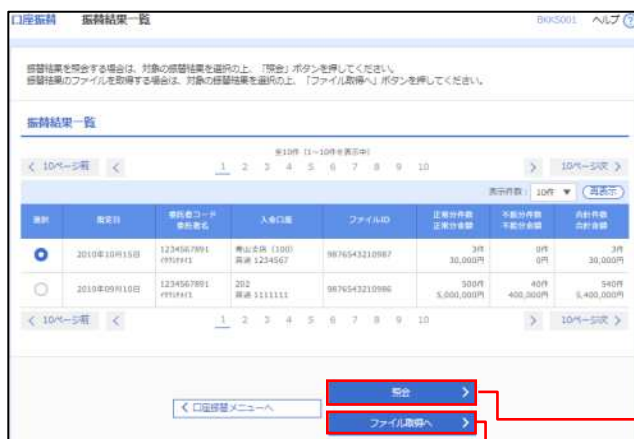 口座振替 振替結果一覧 BKKS001 ヘルプ ?
振替結果を照会する場合は、対象の振替結果を選択の上、「照会」ボタンを押してください。
振替結果のファイルを取得する場合は、対象の振替結果を選択の上、「ファイル取得へ」ボタンを押してください。
振替結果一覧
全10件 (1~10件を表示中)
< 10ページ前 < 1 2 3 4 5 6 7 8 9 10 > 10ページ次 >
表示件数: 10件 ▼ 再表示
選択 指定日 委託者コード 委託者名 入金口座 ファイルID 正常分件数 正常分金額 不能分件数 不能分金額 合計件数 合計金額
2010年10月15日 1234567891 青山支店 (100) 普通 1234567 9876543210987 3件 30,000円 0件 0円 3件 30,000円
2010年09月10日 1234567891 202 普通 1111111 9876543210986 500件 5,000,000円 40件 400,000円 540件 5,400,000円
< 10ページ前 < 1 2 3 4 5 6 7 8 9 10 > 10ページ次 >
照会 >
< 口座振替メニューへ
ファイル取得へ >